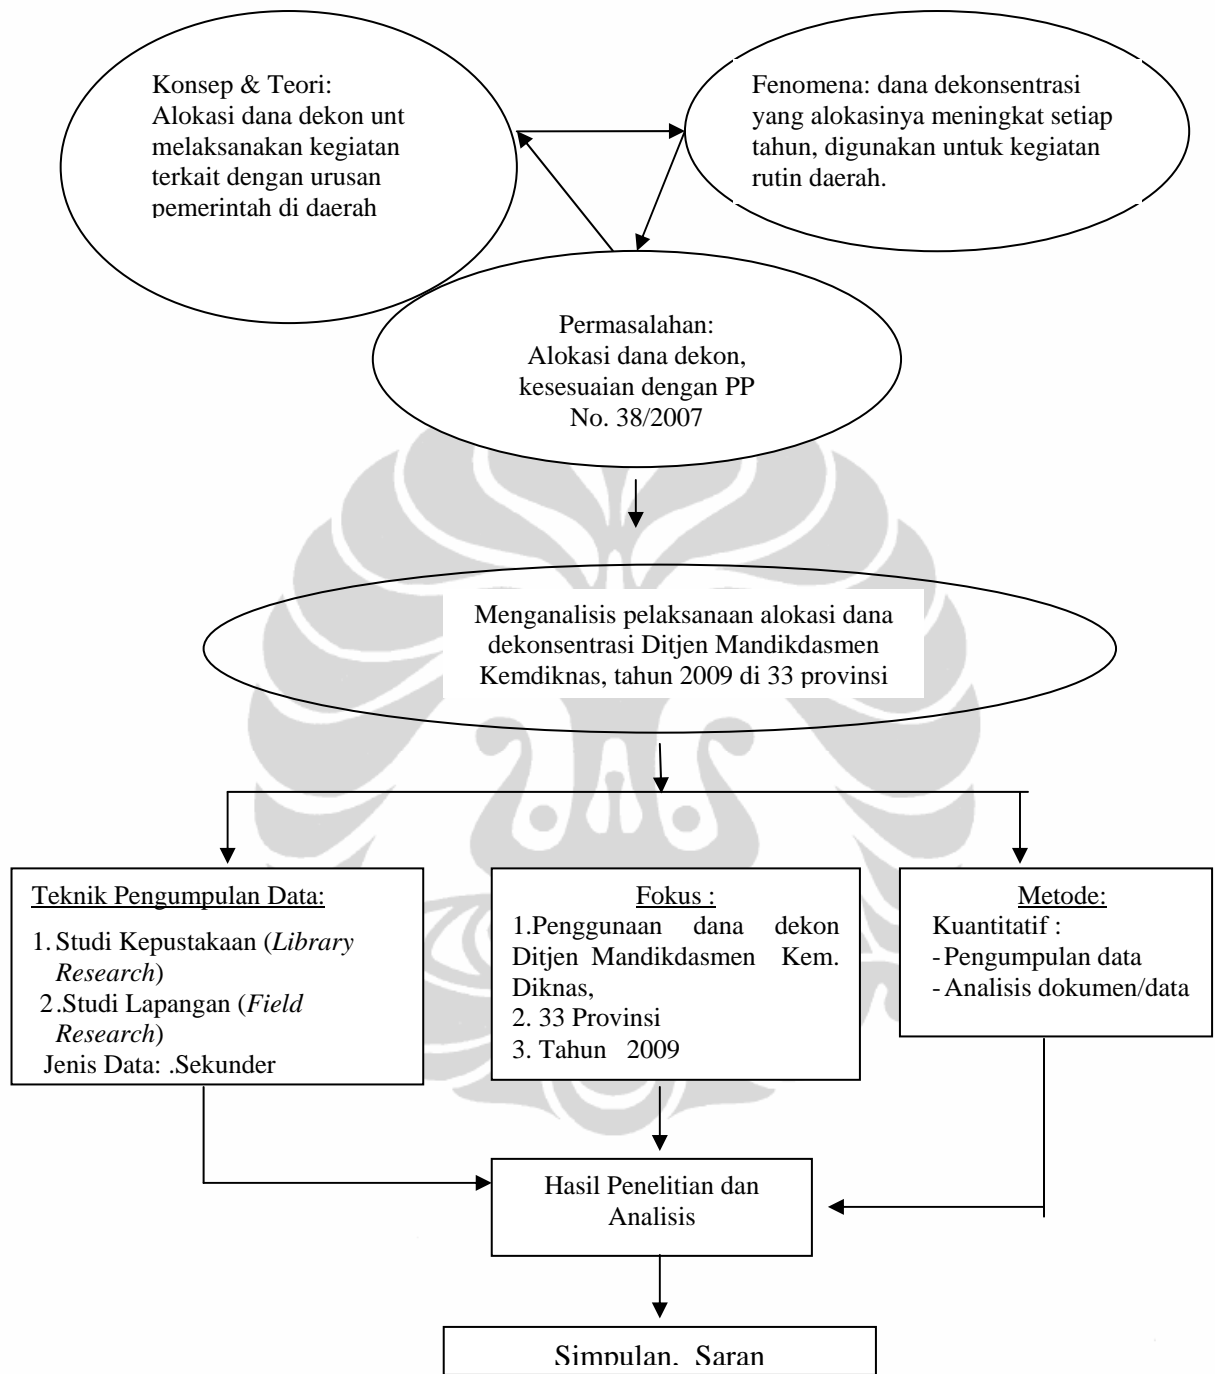 Konsep & Teori:
Alokasi dana dekon unt
melaksanakan kegiatan
terkait dengan urusan
pemerintah di daerah
Fenomena: dana dekonsentrasi
yang alokasinya meningkat setiap
tahun, digunakan untuk kegiatan
rutin daerah.
Permasalahan:
Alokasi dana dekon,
kesesuaian dengan PP
No. 38/2007
Menganalisis pelaksanaan alokasi dana
dekonsentrasi Ditjen Mandikdasmen
Kemdiknas, tahun 2009 di 33 provinsi
Teknik Pengumpulan Data:
1. Studi Kepustakaan (Library
Research)
2.Studi Lapangan (Field
Research)
Jenis Data: .Sekunder
Fokus :
1.Penggunaan dana dekon
Ditjen Mandikdasmen Kem.
Diknas,
2. 33 Provinsi
3. Tahun 2009
Metode:
Kuantitatif :
- Pengumpulan data
- Analisis dokumen/data
Hasil Penelitian dan
Analisis
Simpulan, Saran